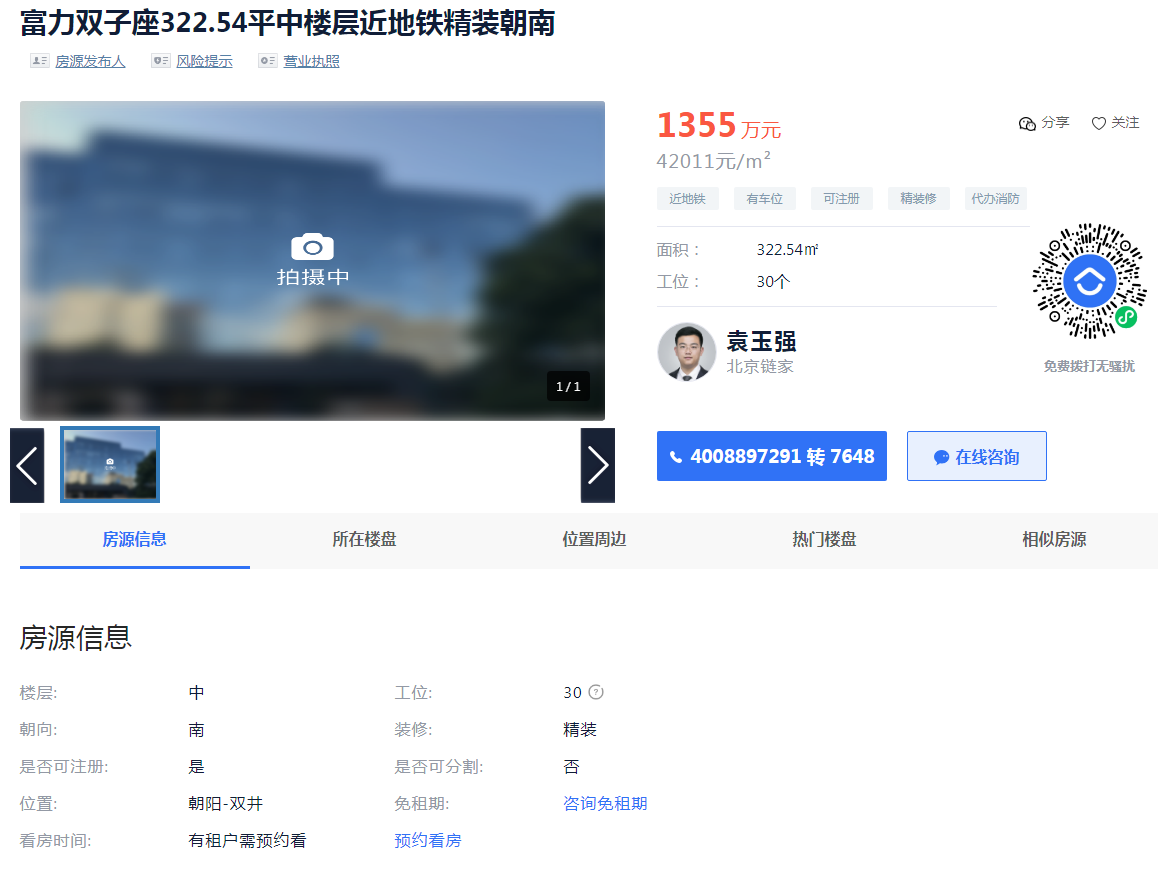 富力双子座322.54平中楼层近地铁精装朝南
房源发布人 风险提示 营业执照
拍摄中
1/1
1355万元
分享 关注
42011元/m²
近地铁 有车位 可注册 精装修 代办消防
面积： 322.54㎡
工位： 30个
袁玉强
北京链家
免费拨打无骚扰
4008897291 转 7648
在线咨询
房源信息 所在楼盘 位置周边 热门楼盘 相似房源
房源信息
楼层: 中 工位: 30 ?
朝向: 南 装修: 精装
是否可注册: 是 是否可分割: 否
位置: 朝阳-双井 免租期: 咨询免租期
看房时间: 有租户需预约看 预约看房